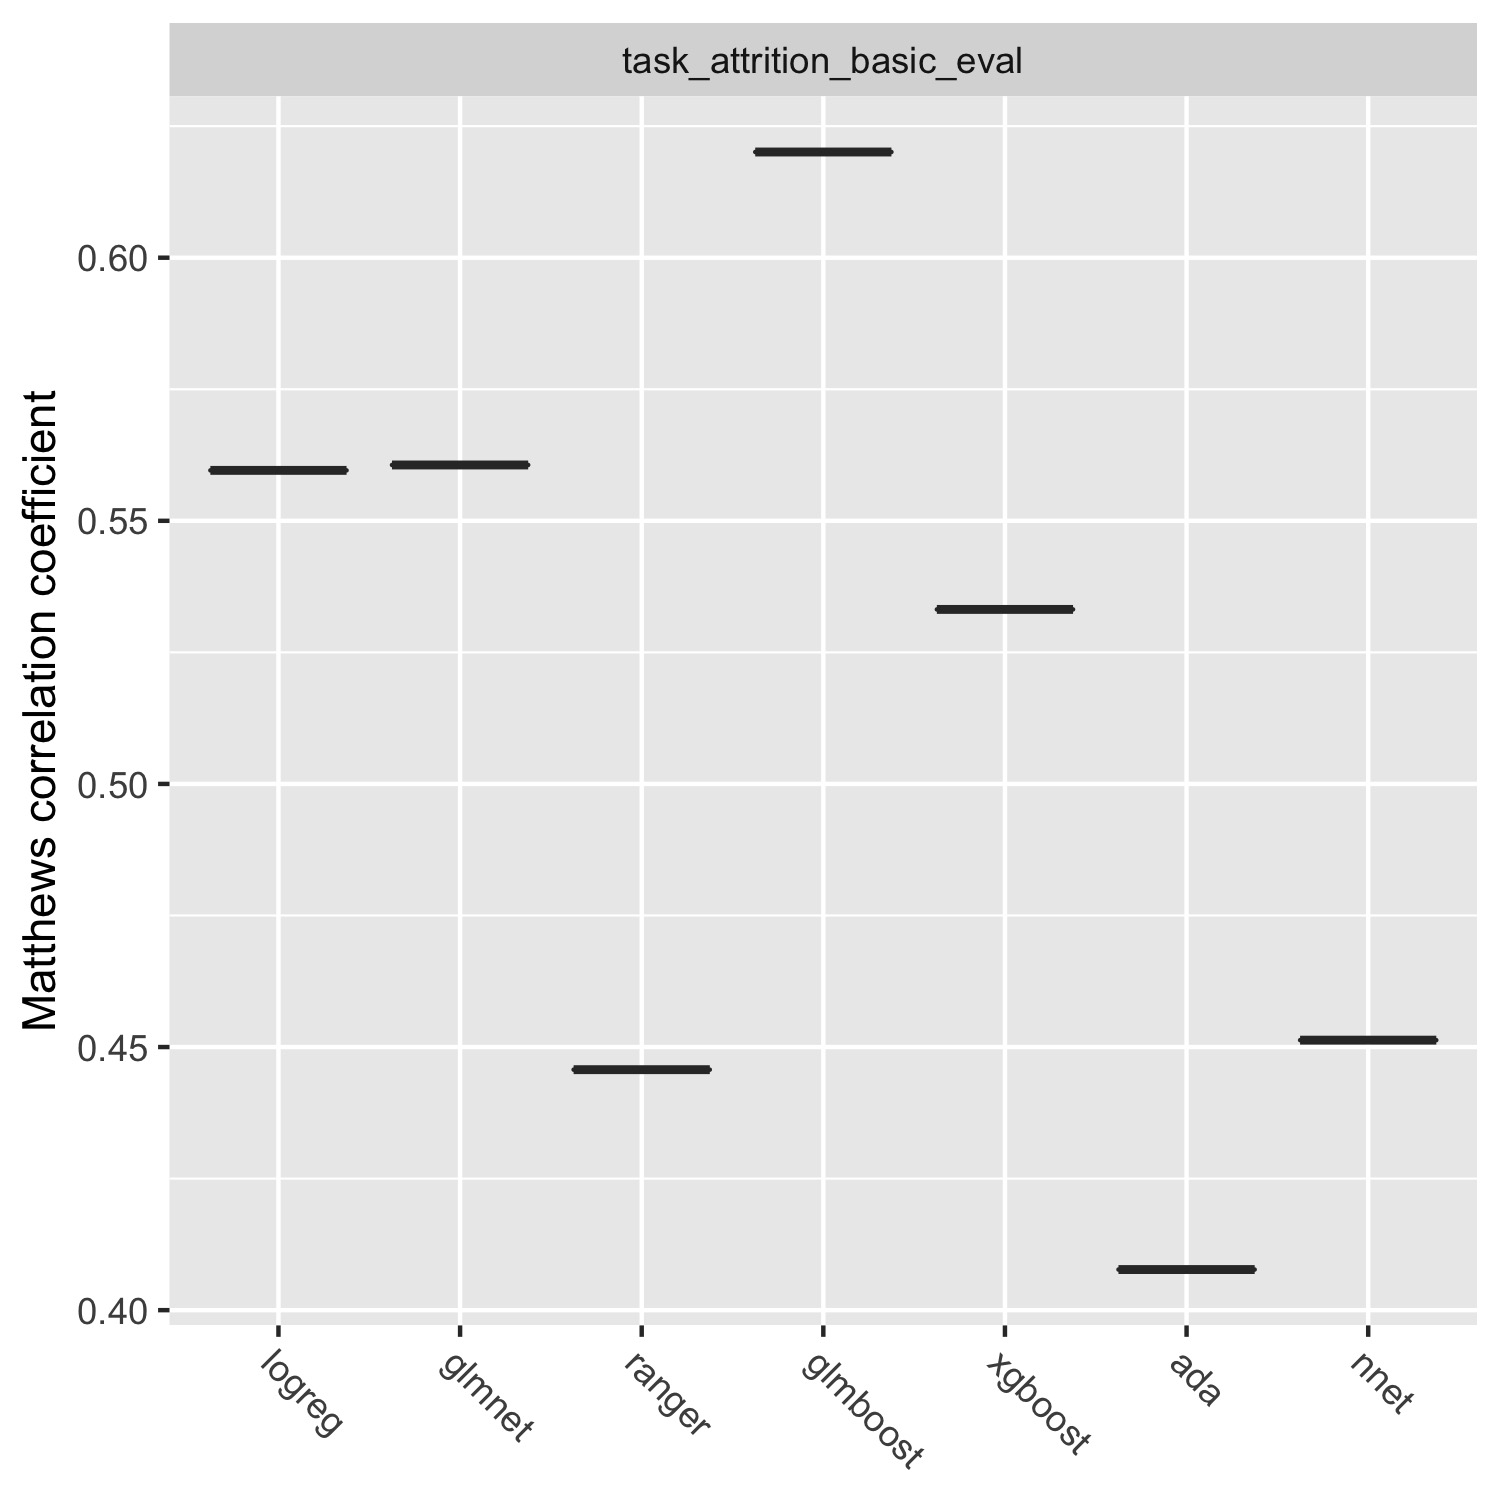 task_attrition_basic_eval
Matthews correlation coefficient
0.60
0.55
0.50
0.45
0.40
logreg
glmnet
ranger
glmboost
xgboost
ada
nnet